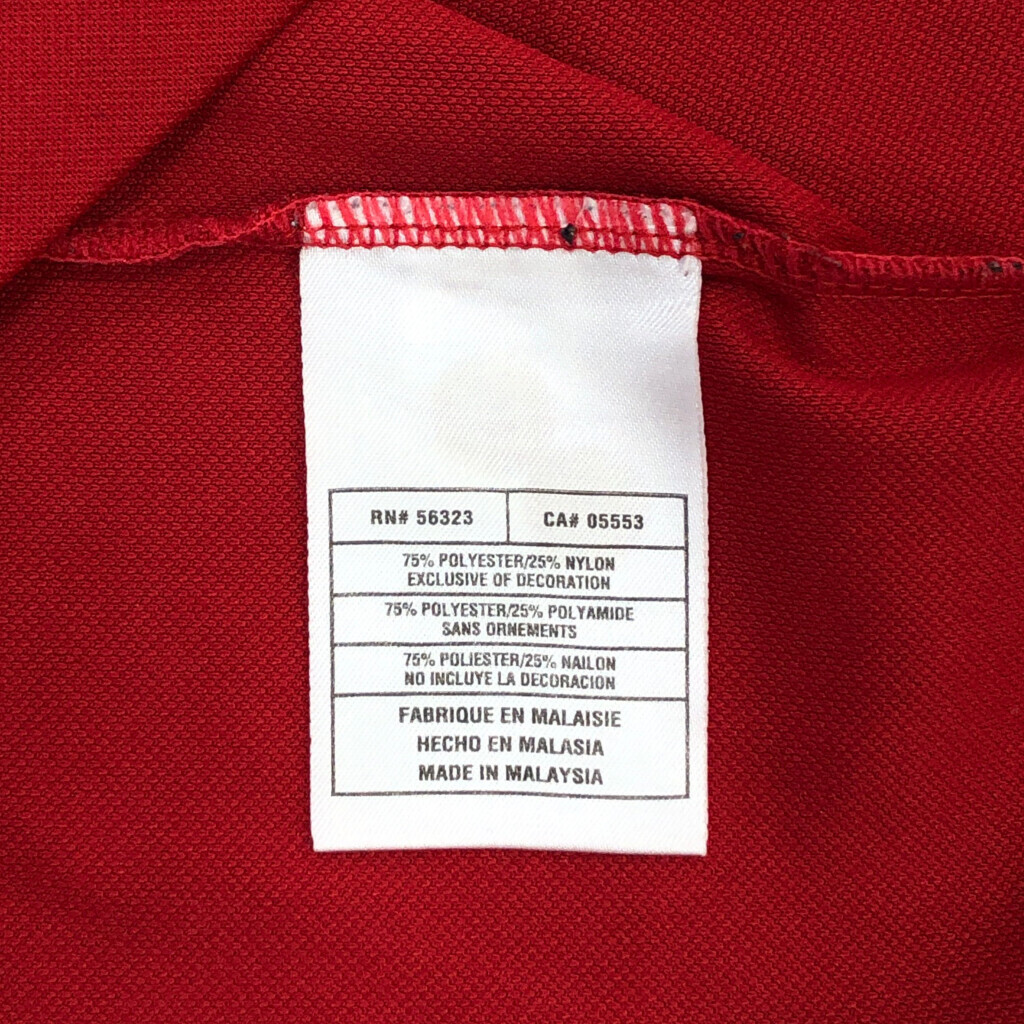 RN# 56323 CA# 05553
75% POLYESTER/25% NYLON
EXCLUSIVE OF DECORATION
75% POLYESTER/25% POLYAMIDE
SANS ORNEMENTS
75% POLIESTER/25% NAILON
NO INCLUYE LA DECORACION
FABRIQUE EN MALAISIE
HECHO EN MALASIA
MADE IN MALAYSIA